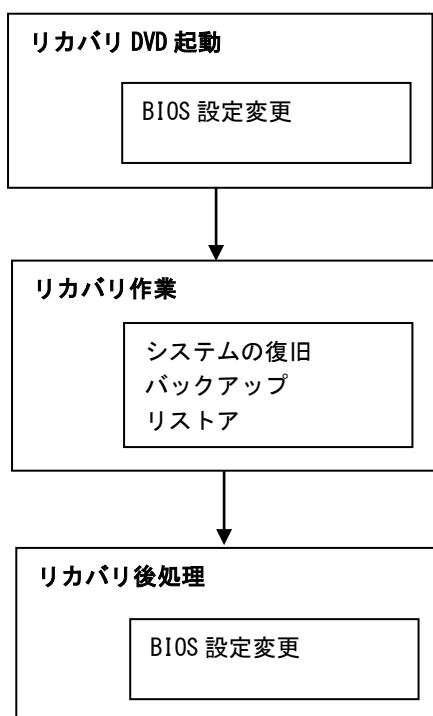 リカバリ DVD 起動
BIOS 設定変更
リカバリ作業
システムの復旧
バックアップ
リストア
リカバリ後処理
BIOS 設定変更